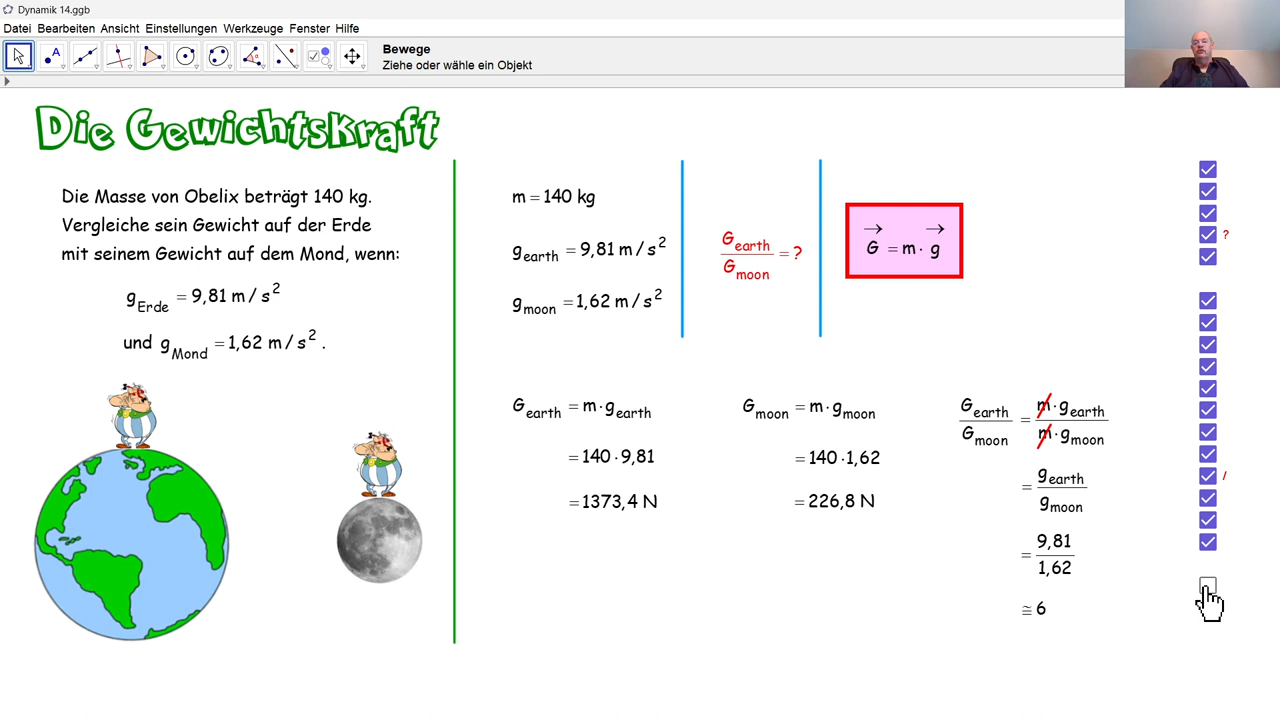 Dynamik 14.ggb
Datei Bearbeiten Ansicht Einstellungen Werkzeuge Fenster Hilfe
Bewege
Ziehe oder wähle ein Objekt
Die Gewichtskraft
Die Masse von Obelix beträgt 140 kg.
Vergleiche sein Gewicht auf der Erde
mit seinem Gewicht auf dem Mond, wenn:
g_Erde = 9,81 m / s²
und g_Mond = 1,62 m / s² .
m = 140 kg
g_earth = 9,81 m / s²
g_moon = 1,62 m / s²
G_earth / G_moon = ?
G⃗ = m · g⃗
G_earth = m · g_earth
= 140 · 9,81
= 1373,4 N
G_moon = m · g_moon
= 140 · 1,62
= 226,8 N
G_earth / G_moon = m · g_earth / m · g_moon
= g_earth / g_moon
= 9,81 / 1,62
≅ 6
?
/